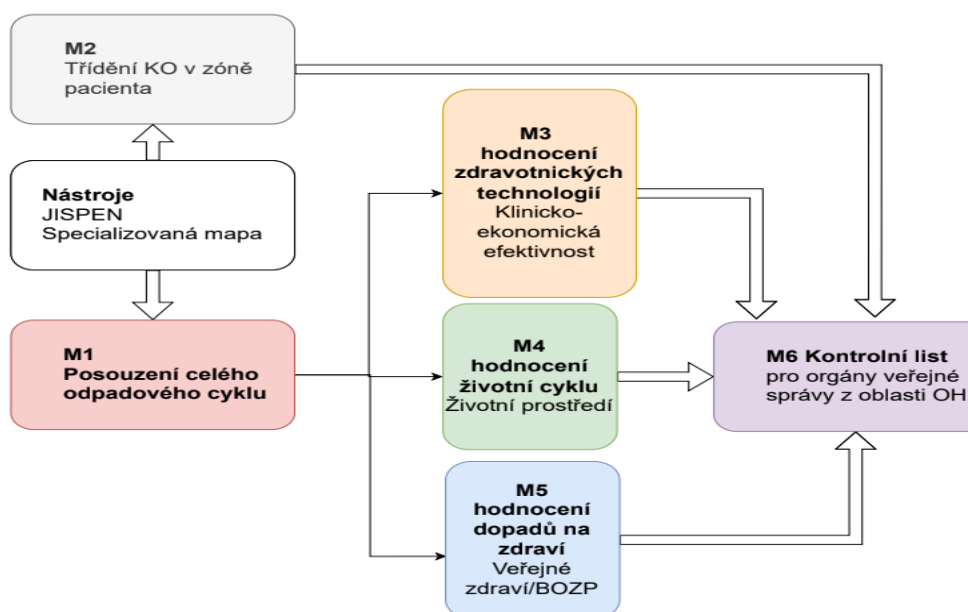 M2
Třídění KO v zóně
pacienta
Nástroje
JISPEN
Specializovaná mapa
M1
Posouzení celého
odpadového cyklu
M3
hodnocení
zdravotnických
technologií
Klinicko-
ekonomická
efektivnost
M4
hodnocení
životní cyklu
Životní prostředí
M5
hodnocení
dopadů na
zdraví
Veřejné
zdraví/BOZP
M6 Kontrolní list
pro orgány veřejné
správy z oblasti OH